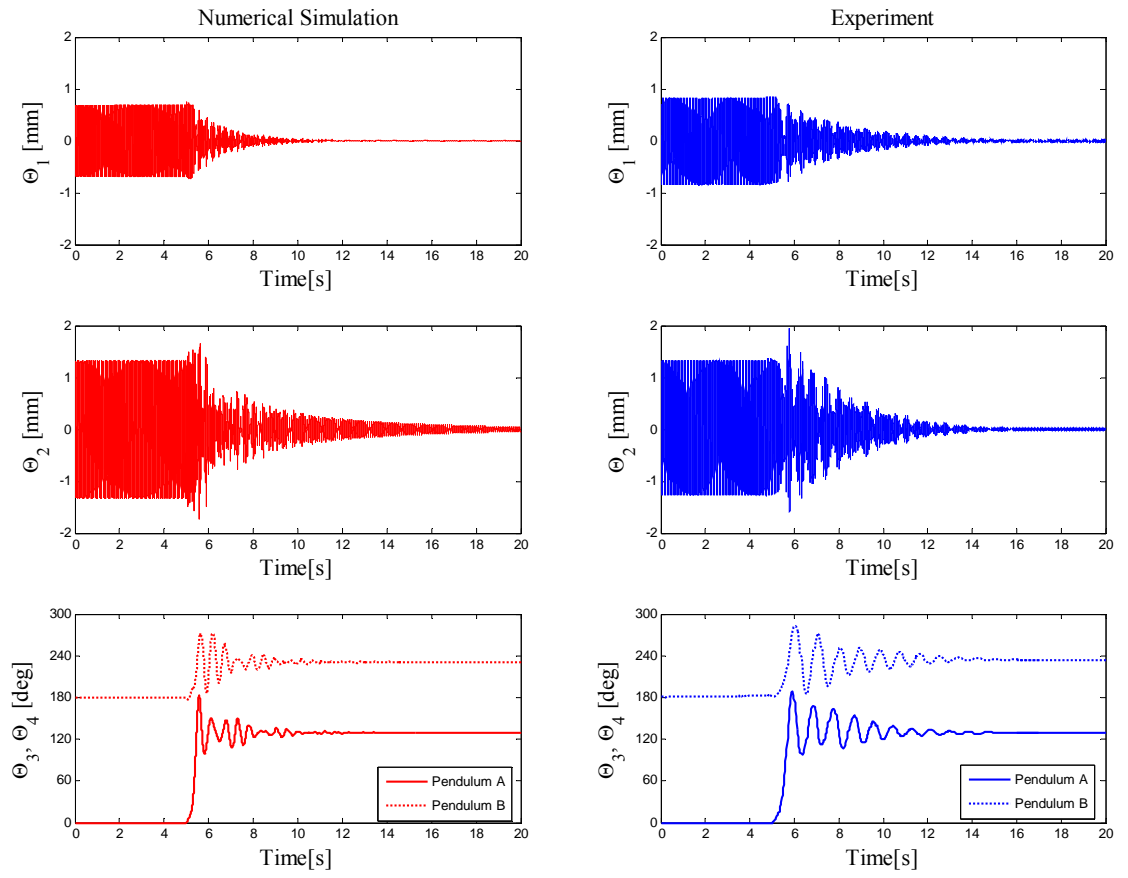 Numerical Simulation
2
1
0
-1
-2
Θ1 [mm]
0 2 4 6 8 10 12 14 16 18 20
Time[s]
Experiment
2
1
0
-1
-2
Θ1 [mm]
0 2 4 6 8 10 12 14 16 18 20
Time[s]
2
1
0
-1
-2
Θ2 [mm]
0 2 4 6 8 10 12 14 16 18 20
Time[s]
2
1
0
-1
-2
Θ2 [mm]
0 2 4 6 8 10 12 14 16 18 20
Time[s]
300
240
180
120
60
0
Θ3, Θ4 [deg]
Pendulum A
Pendulum B
0 2 4 6 8 10 12 14 16 18 20
Time[s]
300
240
180
120
60
0
Θ3, Θ4 [deg]
Pendulum A
Pendulum B
0 2 4 6 8 10 12 14 16 18 20
Time[s]